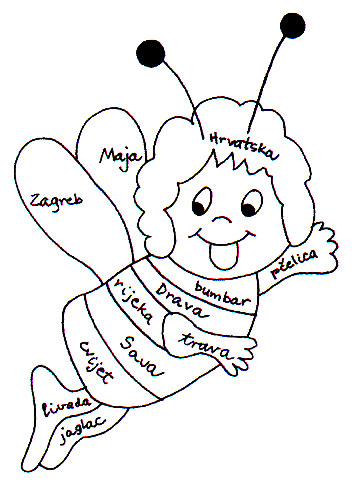 Hrvatska
Maja
Zagreb
pčelica
bumbar
Drava
rijeka
trava
Sava
cvijet
livada
jaglac